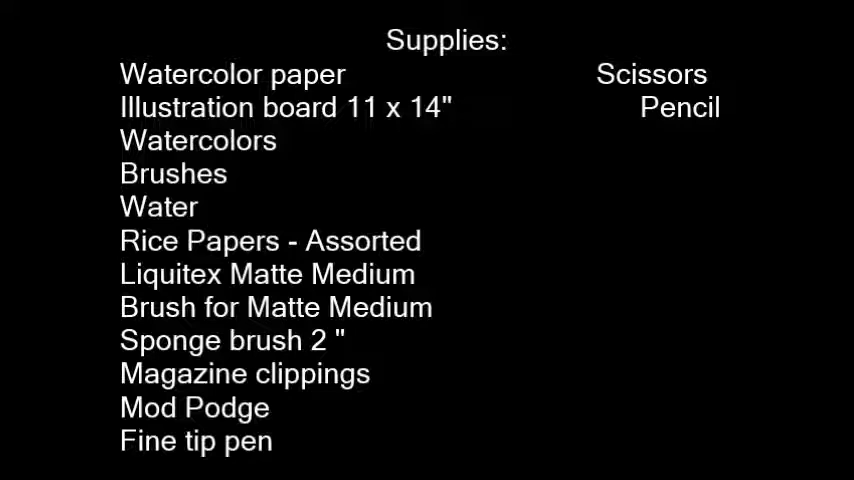 Supplies:
Watercolor paper Scissors
Illustration board 11 x 14" Pencil
Watercolors
Brushes
Water
Rice Papers - Assorted
Liquitex Matte Medium
Brush for Matte Medium
Sponge brush 2 "
Magazine clippings
Mod Podge
Fine tip pen